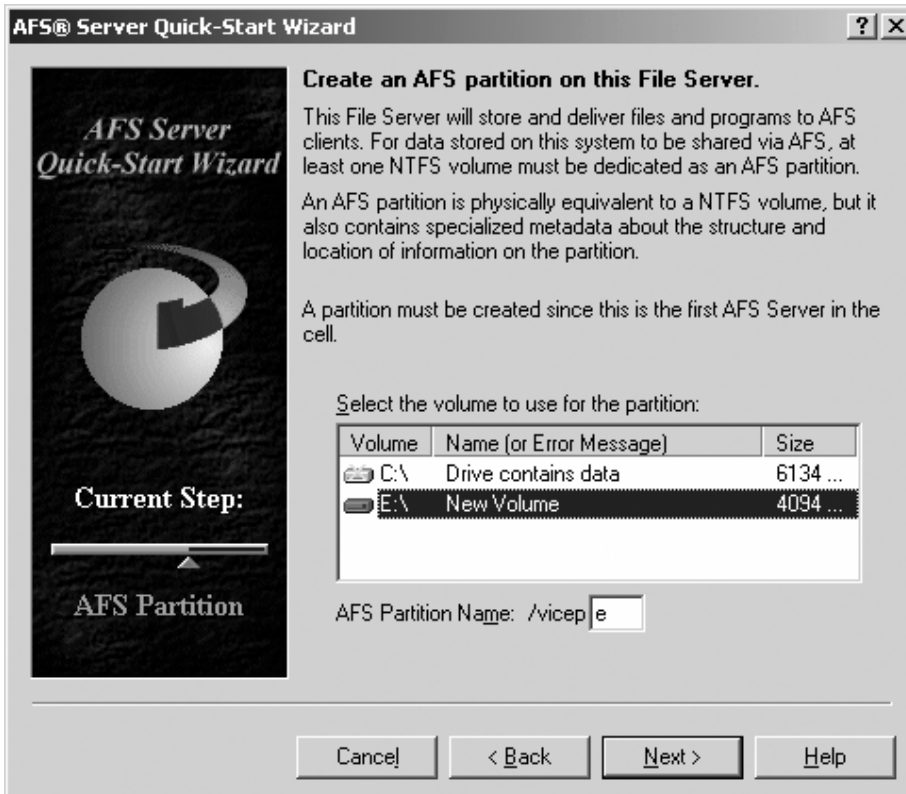 AFS® Server Quick-Start Wizard
AFS Server
Quick-Start Wizard
Current Step:
AFS Partition
Create an AFS partition on this File Server.
This File Server will store and deliver files and programs to AFS
clients. For data stored on this system to be shared via AFS, at
least one NTFS volume must be dedicated as an AFS partition.
An AFS partition is physically equivalent to a NTFS volume, but it
also contains specialized metadata about the structure and
location of information on the partition.
A partition must be created since this is the first AFS Server in the
cell.
Select the volume to use for the partition:
Volume Name (or Error Message) Size
C:\ Drive contains data 6134 ...
E:\ New Volume 4094 ...
AFS Partition Name: /vicep e
Cancel < Back Next > Help